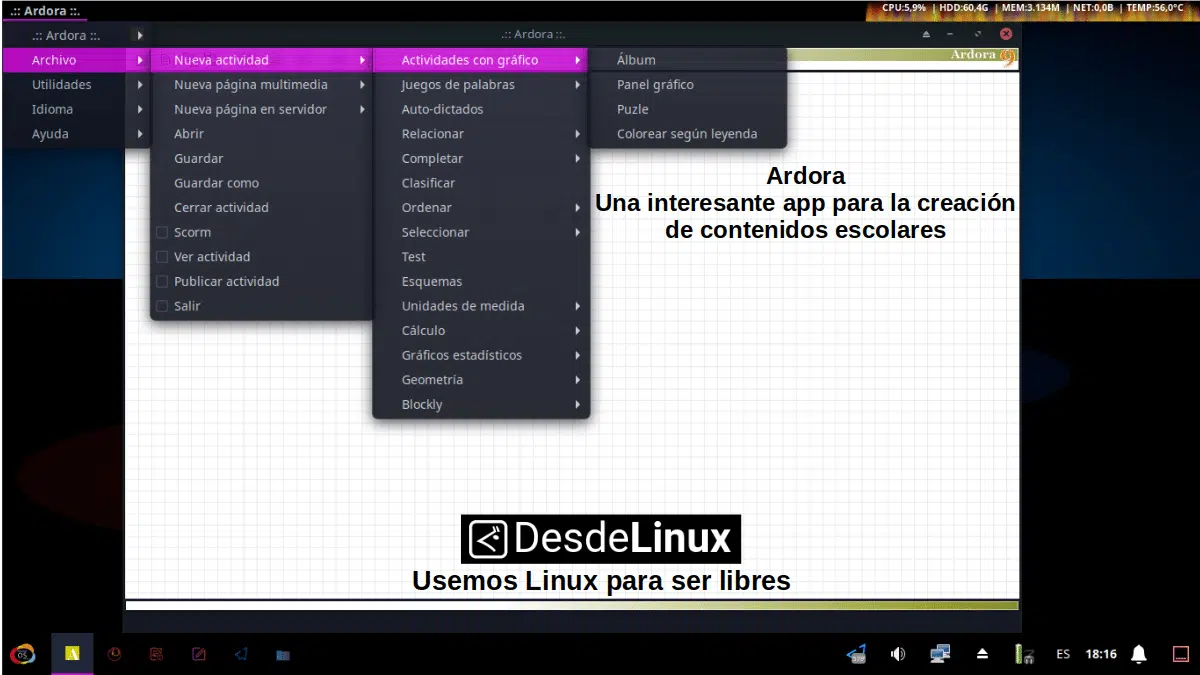 .:: Ardora ::.
CPU:5,9% | HDD:60,4G | MEM:3.134M | NET:0,0B | TEMP:56,0°C
.:: Ardora ::.
.:: Ardora ::.
Archivo
Utilidades
Idioma
Ayuda
Nueva actividad
Nueva página multimedia
Nueva página en servidor
Abrir
Guardar
Guardar como
Cerrar actividad
Scorm
Ver actividad
Publicar actividad
Salir
Actividades con gráfico
Juegos de palabras
Auto-dictados
Relacionar
Completar
Clasificar
Ordenar
Seleccionar
Test
Esquemas
Unidades de medida
Cálculo
Gráficos estadísticos
Geometría
Blockly
Álbum
Panel gráfico
Puzle
Colorear según leyenda
Ardora 9
Ardora
Una interesante app para la creación
de contenidos escolares
DesdeLinux
Usemos Linux para ser libres
ES 18:16